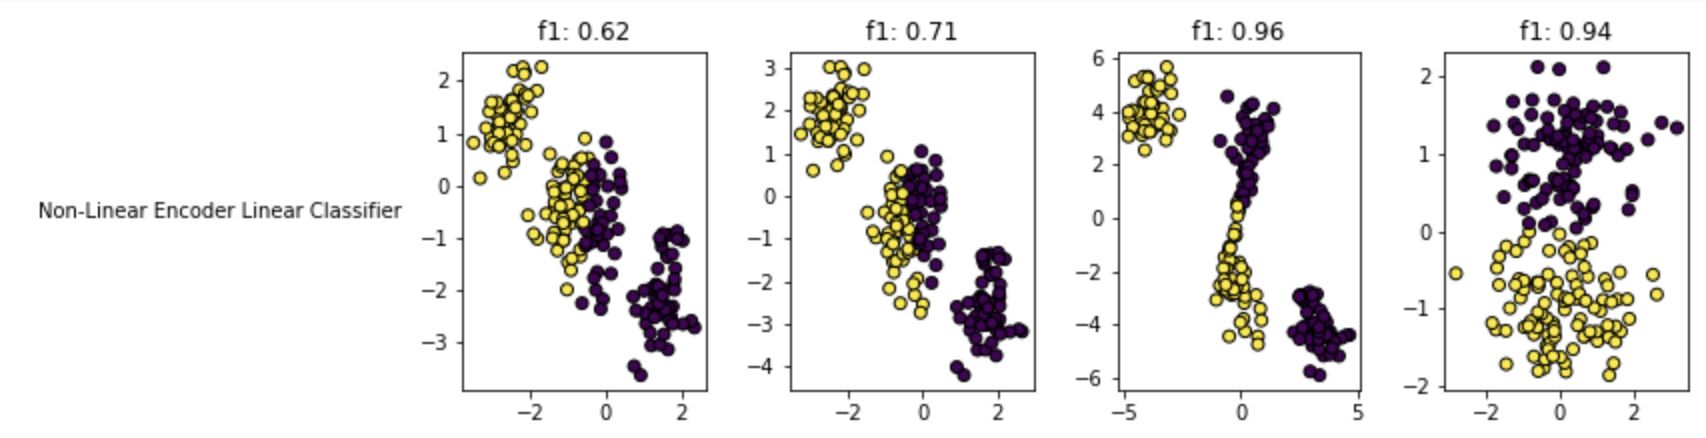 f1: 0.62 f1: 0.71 f1: 0.96 f1: 0.94
Non-Linear Encoder Linear Classifier
2 1 0 −1 −2 −3
−2 0 2
3 2 1 0 −1 −2 −3 −4
−2 0 2
6 4 2 0 −2 −4 −6
−5 0 5
2 1 0 −1 −2
−2 0 2